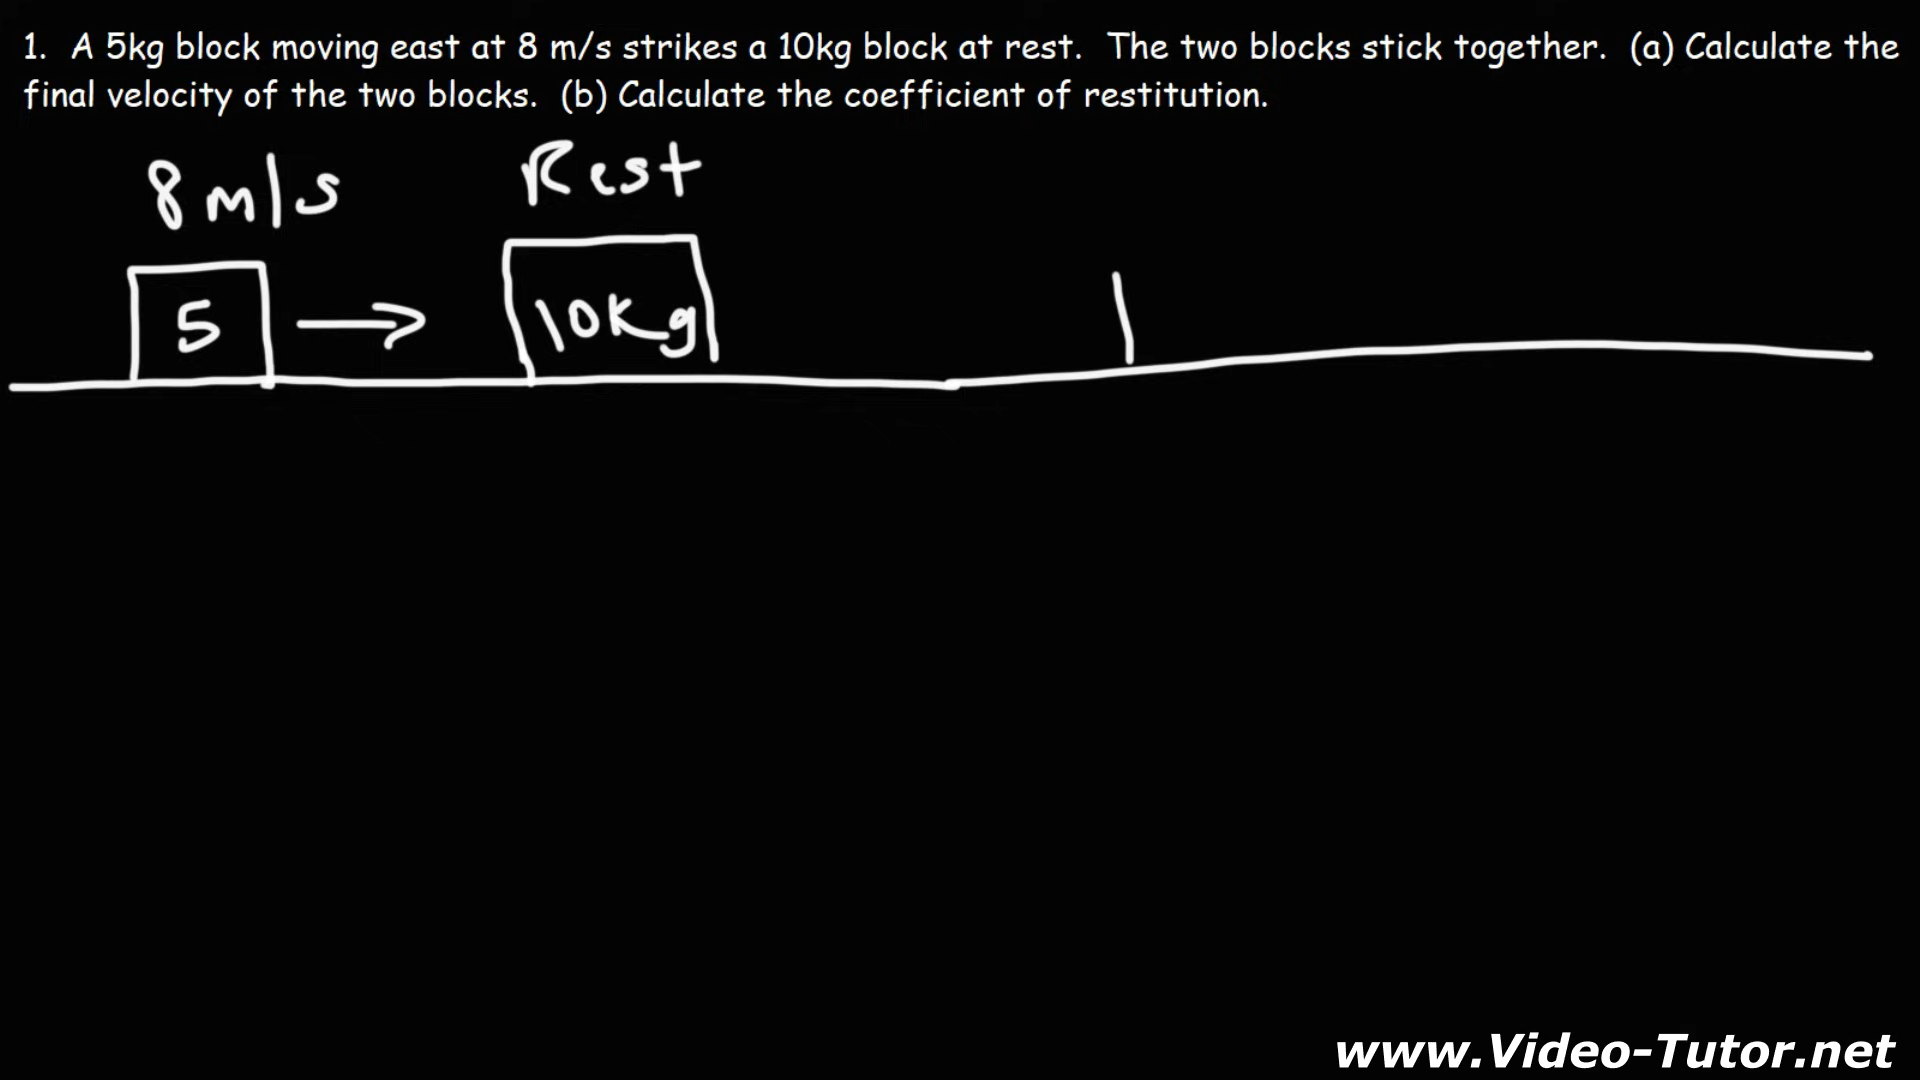 1. A 5kg block moving east at 8 m/s strikes a 10kg block at rest. The two blocks stick together. (a) Calculate the
final velocity of the two blocks. (b) Calculate the coefficient of restitution.
8 m/s Rest
5 10kg
www.Video-Tutor.net